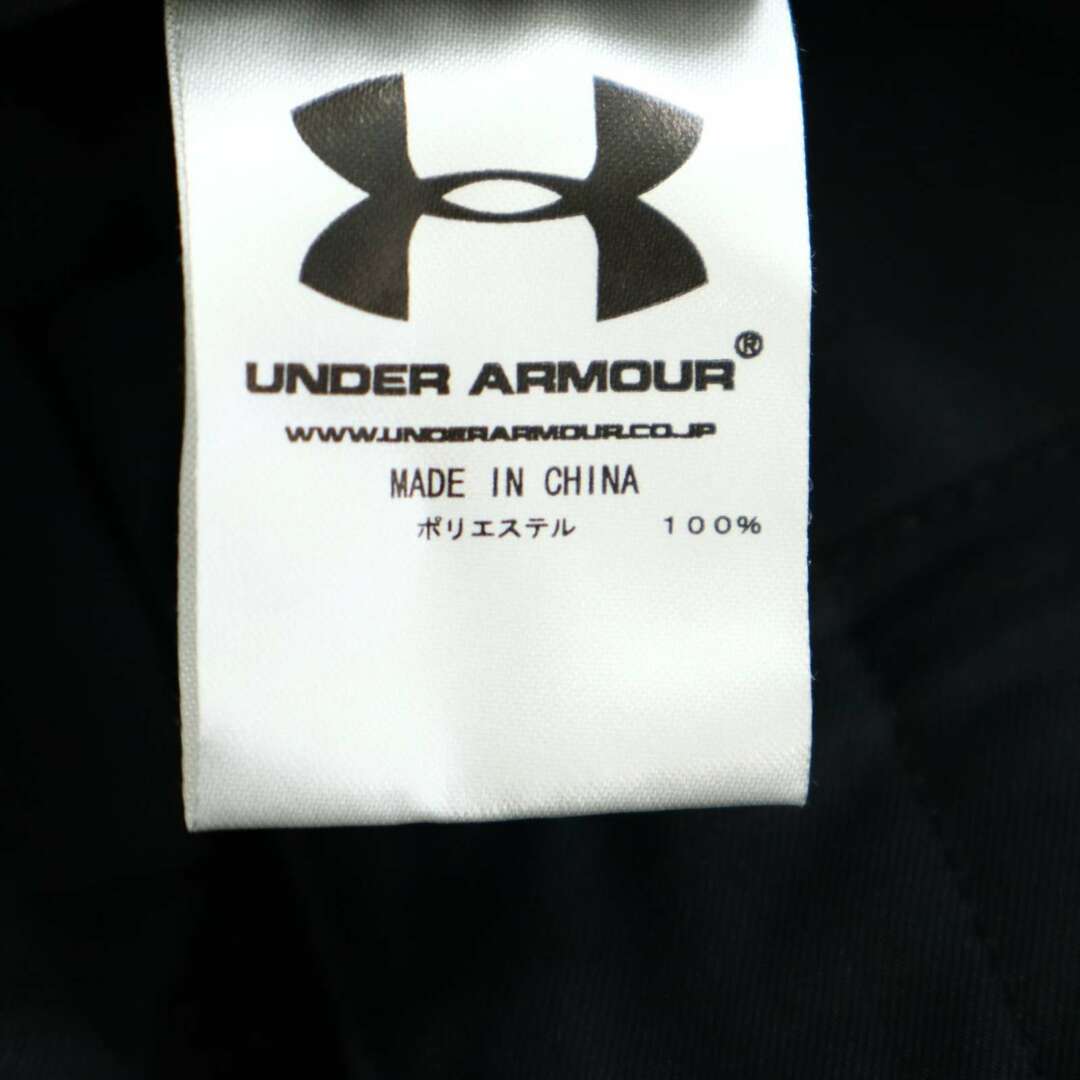 UNDER ARMOUR®
WWW.UNDERARMOUR.CO.JP
MADE IN CHINA
ポリエステル 100%